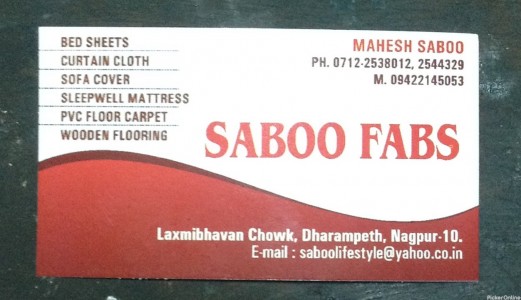 BED SHEETS
CURTAIN CLOTH
SOFA COVER
SLEEPWELL MATTRESS
PVC FLOOR CARPET
WOODEN FLOORING
MAHESH SABOO
PH. 0712-2538012, 2544329
M. 09422145053
SABOO FABS
Laxmibhavan Chowk, Dharampeth, Nagpur-10.
E-mail : saboolifestyle@yahoo.co.in
PickerOnline